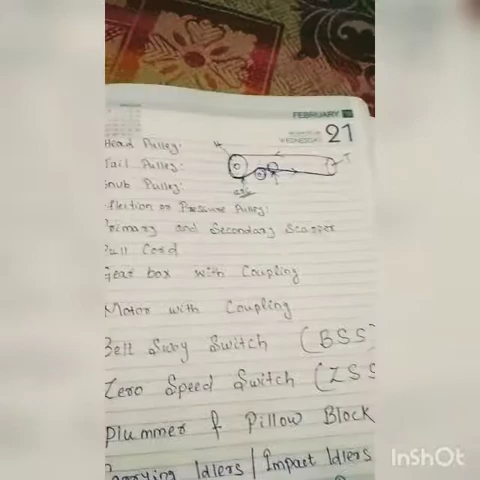 FEBRUARY
WEDNESDAY 21
Head Pulley:
Tail Pulley:
Snub Pulley:
flection or Pressure Pulley:
Primary and Secondary Scraper
Pull Cord
Gear box with Coupling
Motor with Coupling
Belt Sway Switch (BSS)
Zero Speed Switch (ZSS
Plummer & Pillow Block
Carrying Idlers / Impact Idlers
H
T
InShOt